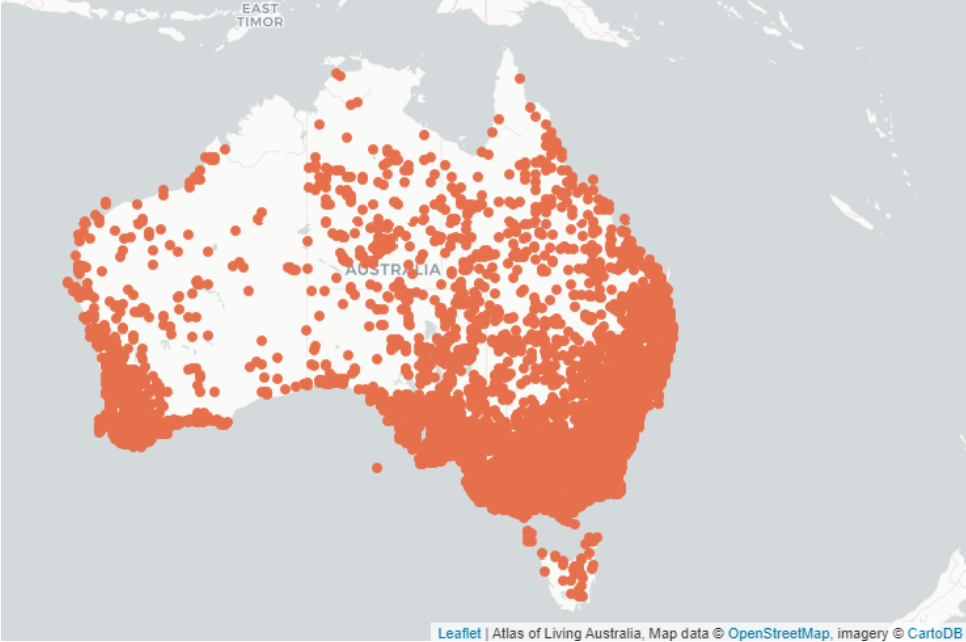 EAST
TIMOR
AUSTRALIA
Leaflet | Atlas of Living Australia, Map data © OpenStreetMap, imagery © CartoDB